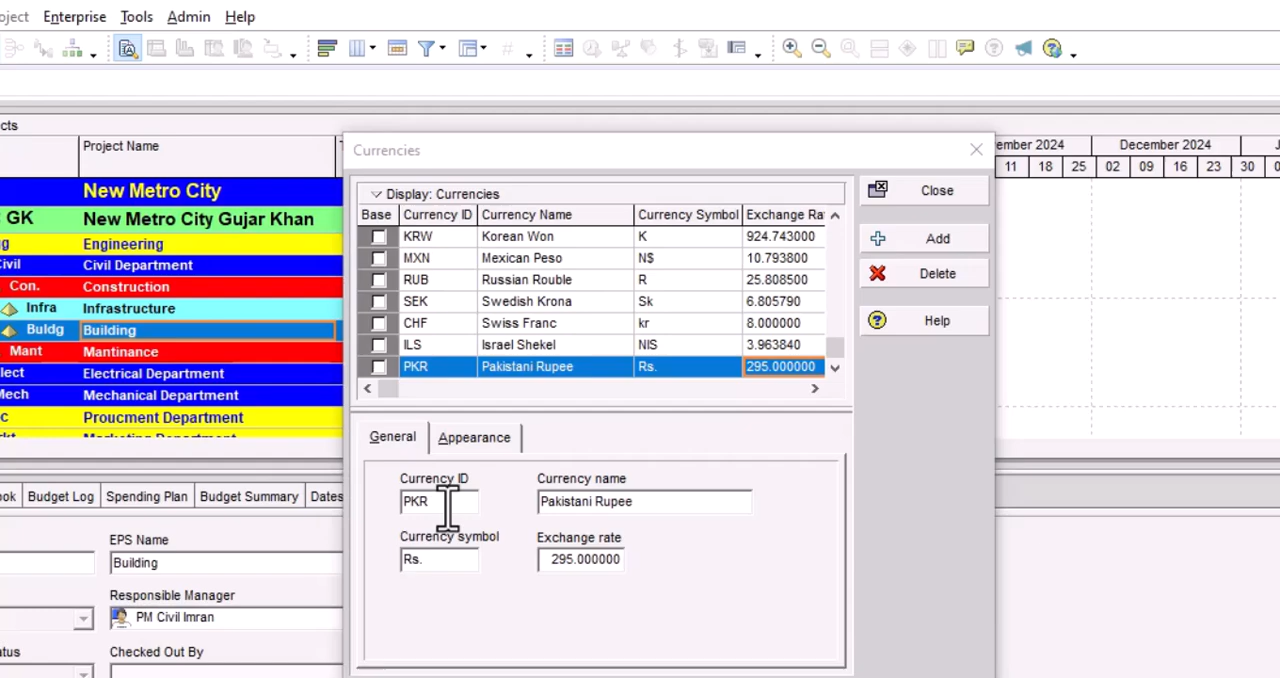 oject Enterprise Tools Admin Help
cts
Project Name
New Metro City
GK New Metro City Gujar Khan
g Engineering
ivil Civil Department
Con. Construction
Infra Infrastructure
Buldg Building
Mant Mantinance
lect Electrical Department
Mech Mechanical Department
c Proucment Department
rkt Marketing Department
Currencies
Display: Currencies
Base Currency ID Currency Name Currency Symbol Exchange Ra
KRW Korean Won K 924.743000
MXN Mexican Peso N$ 10.793800
RUB Russian Rouble R 25.808500
SEK Swedish Krona Sk 6.805790
CHF Swiss Franc kr 8.000000
ILS Israel Shekel NIS 3.963840
PKR Pakistani Rupee Rs. 295.000000
General Appearance
Currency ID Currency name
PKR Pakistani Rupee
Currency symbol Exchange rate
Rs. 295.000000
Close
Add
Delete
Help
ember 2024 December 2024 J
11 18 25 02 09 16 23 30 0
ok Budget Log Spending Plan Budget Summary Dates
EPS Name
Building
Responsible Manager
PM Civil Imran
tus Checked Out By